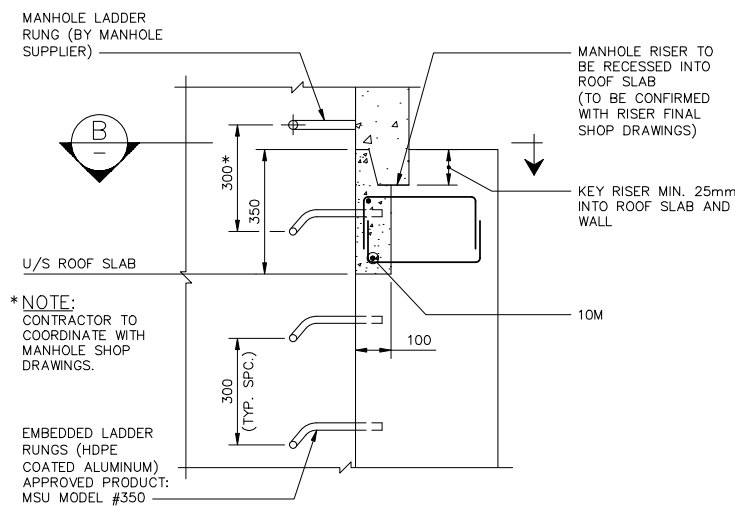 MANHOLE LADDER
RUNG (BY MANHOLE
SUPPLIER)
MANHOLE RISER TO
BE RECESSED INTO
ROOF SLAB
(TO BE CONFIRMED
WITH RISER FINAL
SHOP DRAWINGS)
B
-
300*
350
KEY RISER MIN. 25mm
INTO ROOF SLAB AND
WALL
U/S ROOF SLAB
*NOTE:
CONTRACTOR TO
COORDINATE WITH
MANHOLE SHOP
DRAWINGS.
10M
100
300
(TYP. SPC.)
EMBEDDED LADDER
RUNGS (HDPE
COATED ALUMINUM)
APPROVED PRODUCT:
MSU MODEL #350